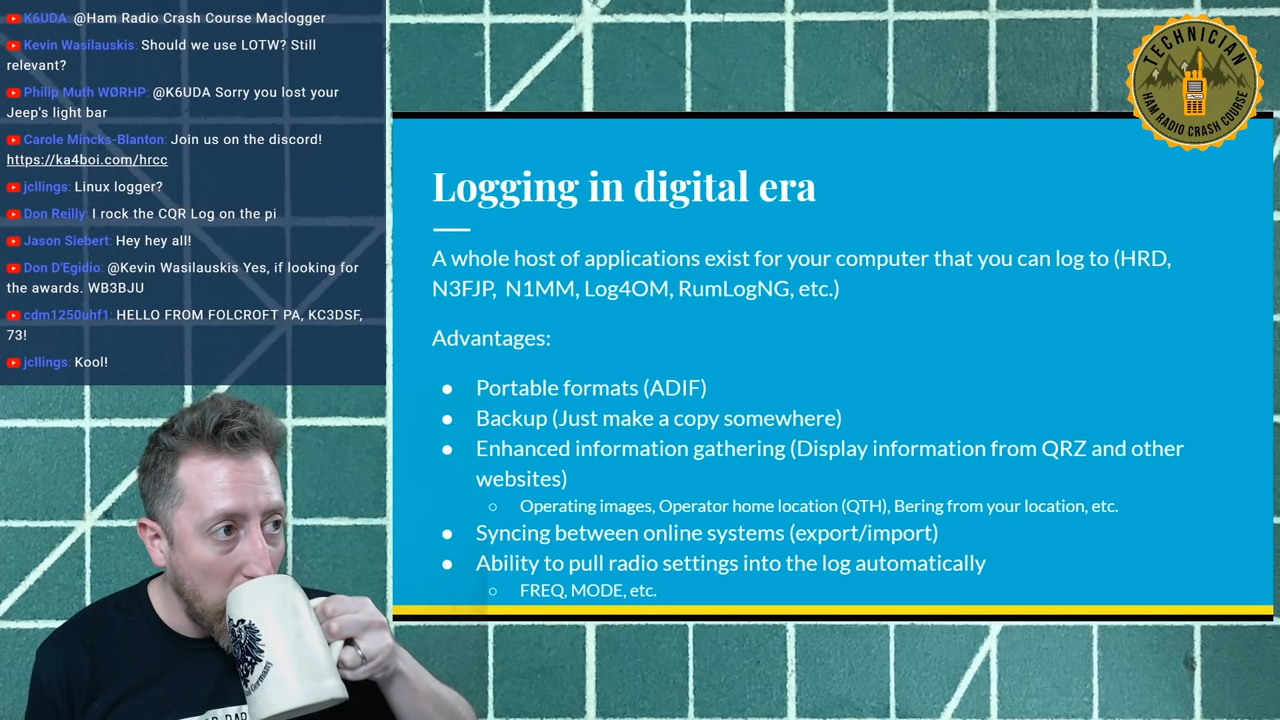 K6UDA: @Ham Radio Crash Course Maclogger
Kevin Wasilauskis: Should we use LOTW? Still
relevant?
Philip Muth WØRHP: @K6UDA Sorry you lost your
Jeep's light bar
Carole Mincks-Blanton: Join us on the discord!
https://ka4boi.com/hrcc
jcllings: Linux logger?
Don Reilly: I rock the CQR Log on the pi
Jason Siebert: Hey hey all!
Don D'Egidio: @Kevin Wasilauskis Yes, if looking for
the awards. WB3BJU
cdm1250uhf1: HELLO FROM FOLCROFT PA, KC3DSF,
73!
jcllings: Kool!
TECHNICIAN
HAM RADIO CRASH COURSE
Logging in digital era
A whole host of applications exist for your computer that you can log to (HRD,
N3FJP, N1MM, Log4OM, RumLogNG, etc.)
Advantages:
● Portable formats (ADIF)
● Backup (Just make a copy somewhere)
● Enhanced information gathering (Display information from QRZ and other
websites)
○ Operating images, Operator home location (QTH), Bering from your location, etc.
● Syncing between online systems (export/import)
● Ability to pull radio settings into the log automatically
○ FREQ, MODE, etc.
Germany